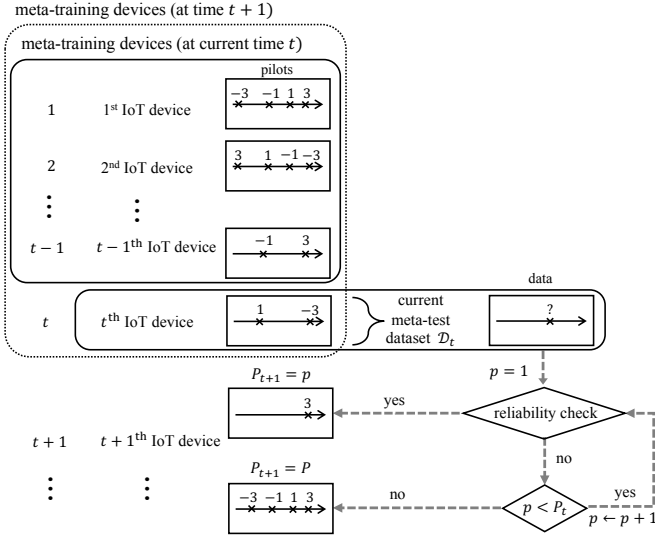 meta-training devices (at time t + 1)
meta-training devices (at current time t)
pilots
−3 −1 1 3
1 1st IoT device
3 1 −1 −3
2 2nd IoT device
⋮ ⋮
−1 3
t − 1 t − 1th IoT device
data
1 −3
?
t tth IoT device
current
meta-test
dataset 𝒟t
Pt+1 = p
p = 1
3
yes
reliability check
t + 1 t + 1th IoT device
no
Pt+1 = P
⋮ ⋮
−3 −1 1 3
no
p < Pt
yes
p ← p + 1